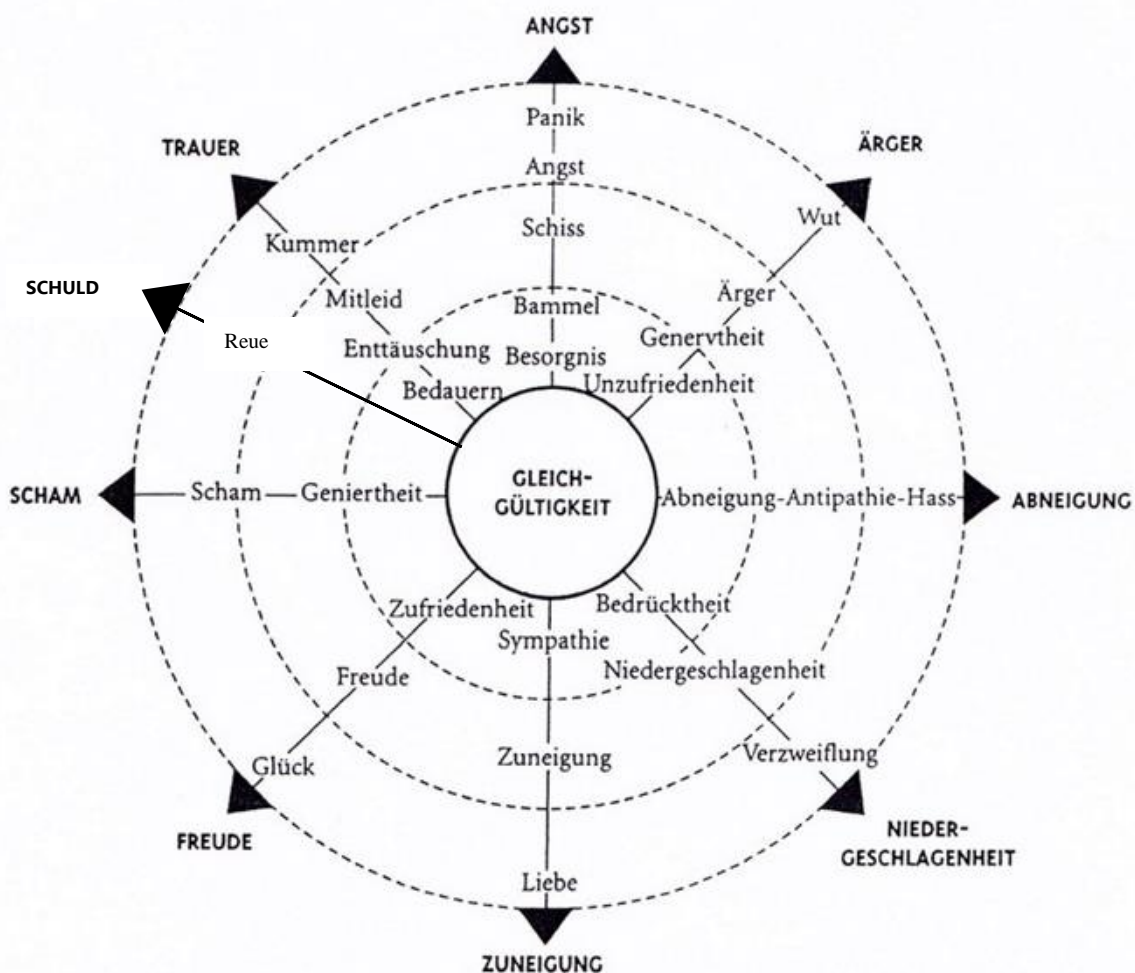 ANGST
Panik
Angst
Schiss
Bammel
Besorgnis
ÄRGER
Wut
Ärger
Genervtheit
Unzufriedenheit
TRAUER
Kummer
Mitleid
Enttäuschung
Bedauern
SCHULD
Reue
SCHAM
Scham
Geniertheit
GLEICH-
GÜLTIGKEIT
Abneigung-Antipathie-Hass
ABNEIGUNG
Zufriedenheit
Freude
Glück
FREUDE
Sympathie
Zuneigung
Liebe
ZUNEIGUNG
Bedrücktheit
Niedergeschlagenheit
Verzweiflung
NIEDER-
GESCHLAGENHEIT